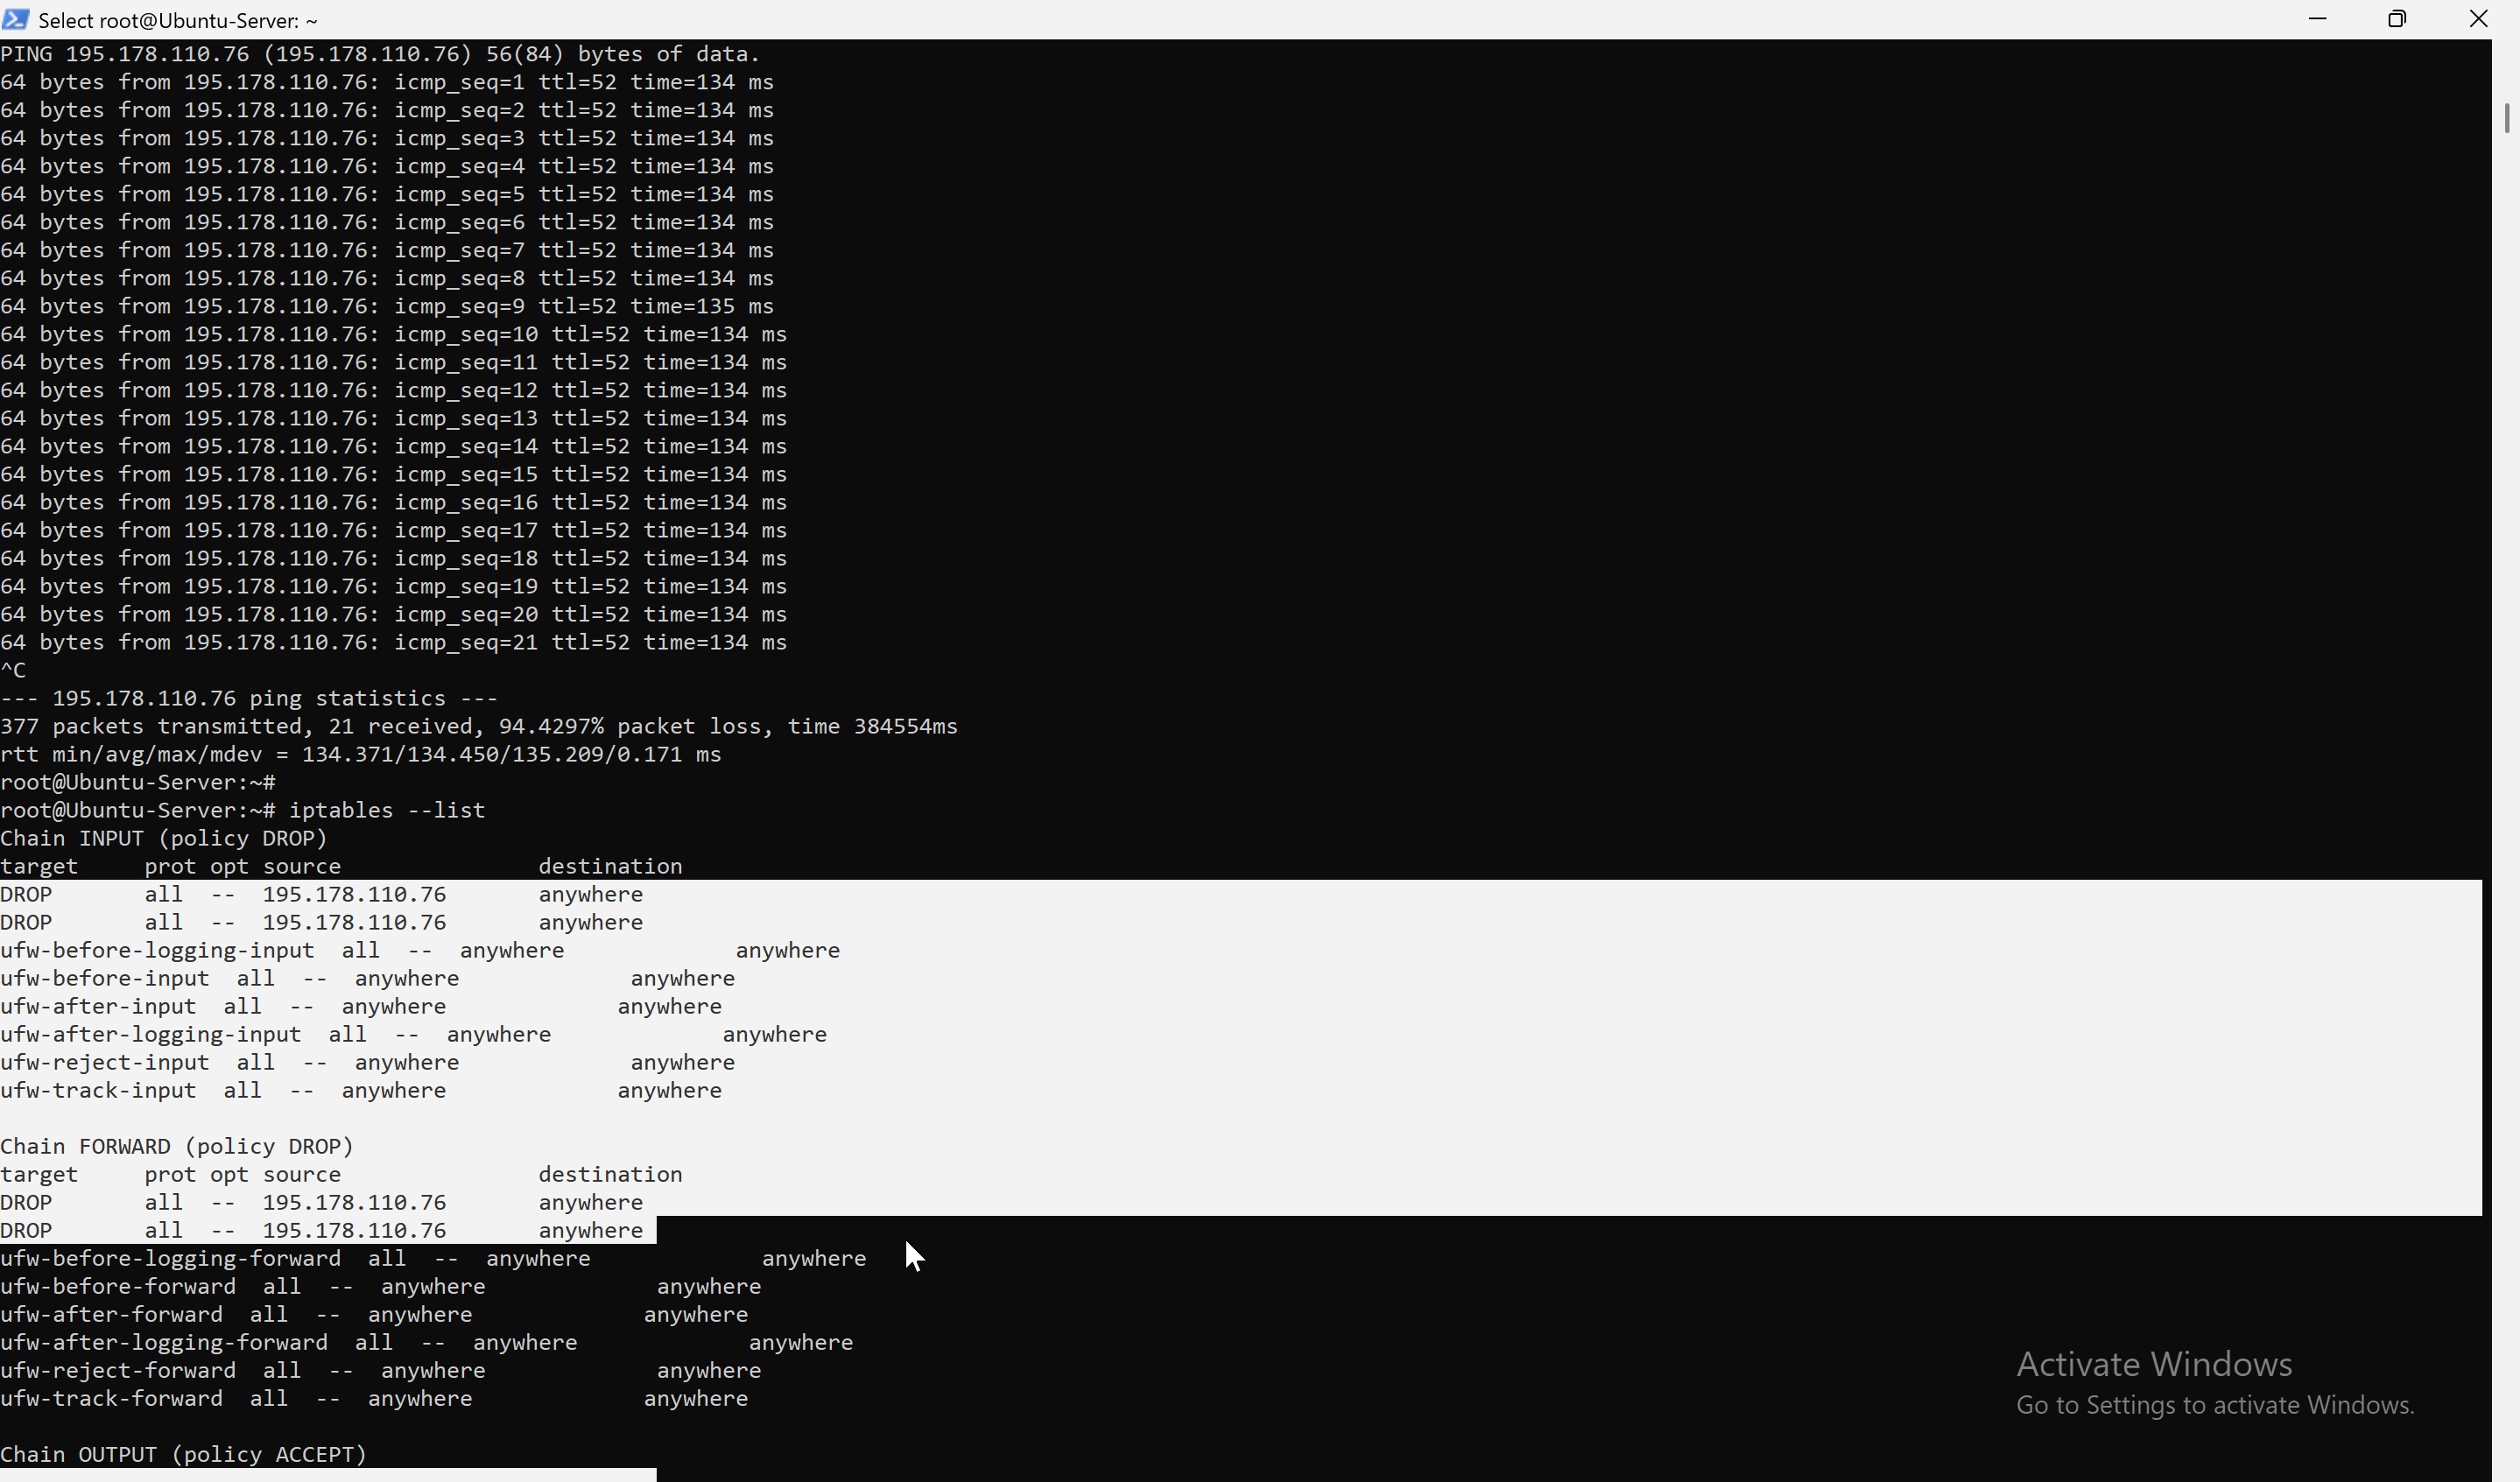 Select root@Ubuntu-Server: ~
PING 195.178.110.76 (195.178.110.76) 56(84) bytes of data.
64 bytes from 195.178.110.76: icmp_seq=1 ttl=52 time=134 ms
64 bytes from 195.178.110.76: icmp_seq=2 ttl=52 time=134 ms
64 bytes from 195.178.110.76: icmp_seq=3 ttl=52 time=134 ms
64 bytes from 195.178.110.76: icmp_seq=4 ttl=52 time=134 ms
64 bytes from 195.178.110.76: icmp_seq=5 ttl=52 time=134 ms
64 bytes from 195.178.110.76: icmp_seq=6 ttl=52 time=134 ms
64 bytes from 195.178.110.76: icmp_seq=7 ttl=52 time=134 ms
64 bytes from 195.178.110.76: icmp_seq=8 ttl=52 time=134 ms
64 bytes from 195.178.110.76: icmp_seq=9 ttl=52 time=135 ms
64 bytes from 195.178.110.76: icmp_seq=10 ttl=52 time=134 ms
64 bytes from 195.178.110.76: icmp_seq=11 ttl=52 time=134 ms
64 bytes from 195.178.110.76: icmp_seq=12 ttl=52 time=134 ms
64 bytes from 195.178.110.76: icmp_seq=13 ttl=52 time=134 ms
64 bytes from 195.178.110.76: icmp_seq=14 ttl=52 time=134 ms
64 bytes from 195.178.110.76: icmp_seq=15 ttl=52 time=134 ms
64 bytes from 195.178.110.76: icmp_seq=16 ttl=52 time=134 ms
64 bytes from 195.178.110.76: icmp_seq=17 ttl=52 time=134 ms
64 bytes from 195.178.110.76: icmp_seq=18 ttl=52 time=134 ms
64 bytes from 195.178.110.76: icmp_seq=19 ttl=52 time=134 ms
64 bytes from 195.178.110.76: icmp_seq=20 ttl=52 time=134 ms
64 bytes from 195.178.110.76: icmp_seq=21 ttl=52 time=134 ms
^C
--- 195.178.110.76 ping statistics ---
377 packets transmitted, 21 received, 94.4297% packet loss, time 384554ms
rtt min/avg/max/mdev = 134.371/134.450/135.209/0.171 ms
root@Ubuntu-Server:~#
root@Ubuntu-Server:~# iptables --list
Chain INPUT (policy DROP)
target     prot opt source               destination
DROP       all  --  195.178.110.76       anywhere
DROP       all  --  195.178.110.76       anywhere
ufw-before-logging-input  all  --  anywhere             anywhere
ufw-before-input  all  --  anywhere             anywhere
ufw-after-input  all  --  anywhere             anywhere
ufw-after-logging-input  all  --  anywhere             anywhere
ufw-reject-input  all  --  anywhere             anywhere
ufw-track-input  all  --  anywhere             anywhere
Chain FORWARD (policy DROP)
target     prot opt source               destination
DROP       all  --  195.178.110.76       anywhere
DROP       all  --  195.178.110.76       anywhere
ufw-before-logging-forward  all  --  anywhere             anywhere
ufw-before-forward  all  --  anywhere             anywhere
ufw-after-forward  all  --  anywhere             anywhere
ufw-after-logging-forward  all  --  anywhere             anywhere
ufw-reject-forward  all  --  anywhere             anywhere
ufw-track-forward  all  --  anywhere             anywhere
Chain OUTPUT (policy ACCEPT)
Activate Windows
Go to Settings to activate Windows.